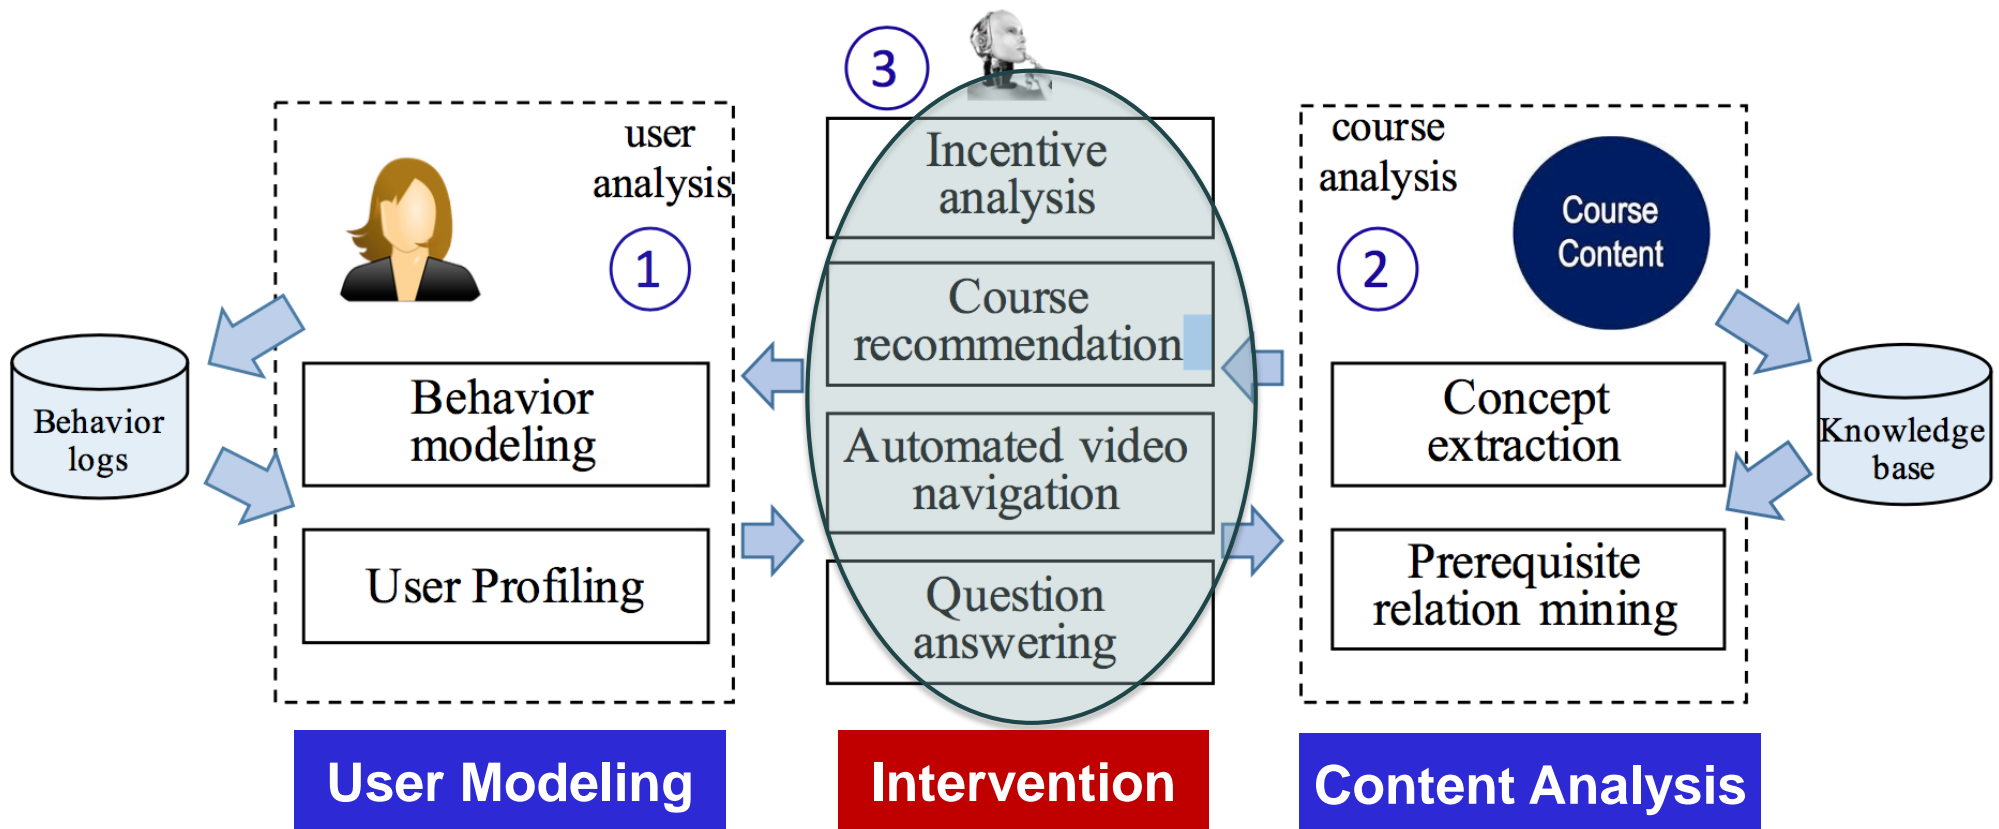 user
analysis
1
Behavior
logs
Behavior
modeling
User Profiling
User Modeling
3
Incentive
analysis
Course
recommendation
Automated video
navigation
Question
answering
Intervention
course
analysis
2
Course
Content
Concept
extraction
Knowledge
base
Prerequisite
relation mining
Content Analysis